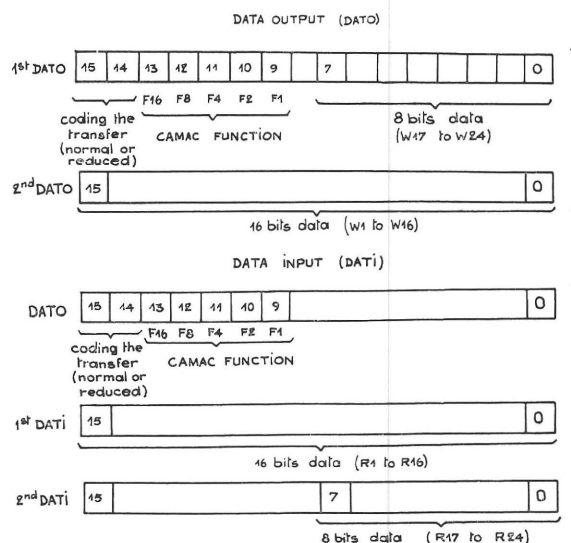 DATA OUTPUT (DATO)
1st DATO 15 14 13 12 11 10 9 7 0
F16 F8 F4 F2 F1
coding the transfer (normal or reduced)
CAMAC FUNCTION
8 bits data (W17 to W24)
2nd DATO 15 0
16 bits data (W1 to W16)
DATA INPUT (DATi)
DATO 15 14 13 12 11 10 9 0
F16 F8 F4 F2 F1
coding the transfer (normal or reduced)
CAMAC FUNCTION
1st DATi 15 0
16 bits data (R1 to R16)
2nd DATi 15 7 0
8 bits data (R17 to R24)